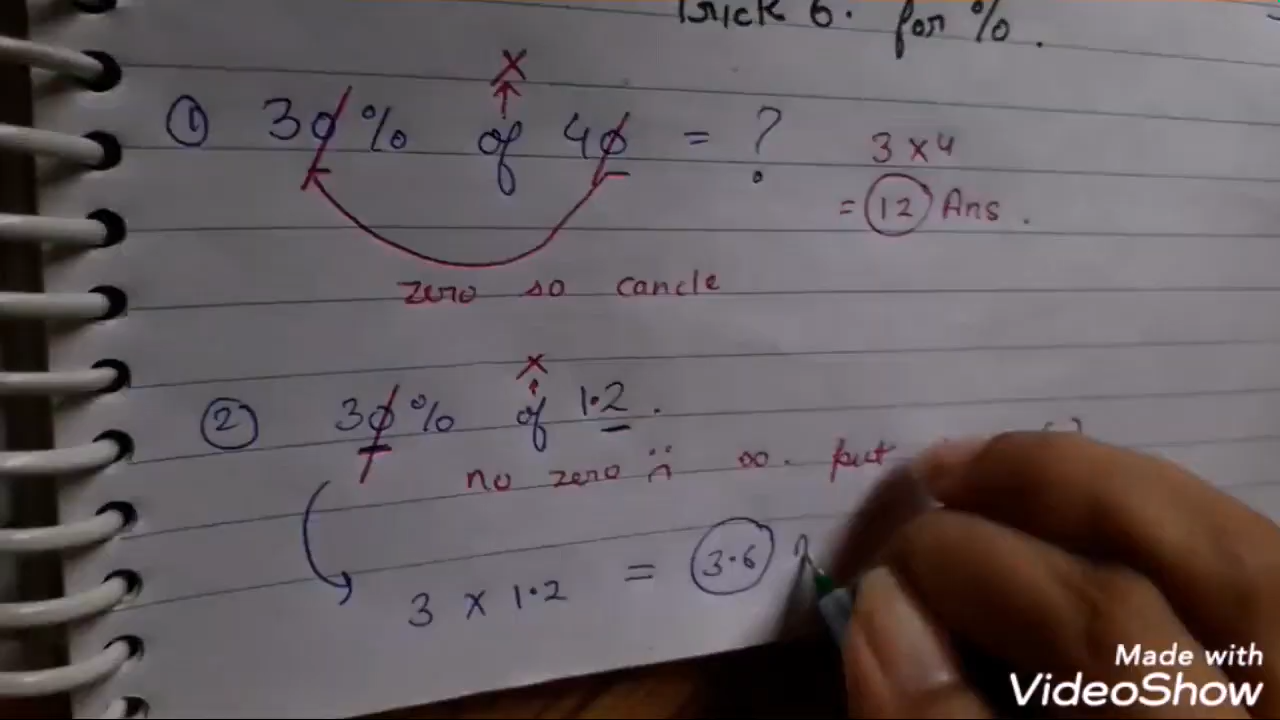 Trick 6. for %.
① 30% of 40 = ?
x
3 x 4
= 12 Ans.
zero so cancle
x
② 30% of 1.2.
no zero :( so. put
3 x 1.2 = 3.6
Made with
VideoShow